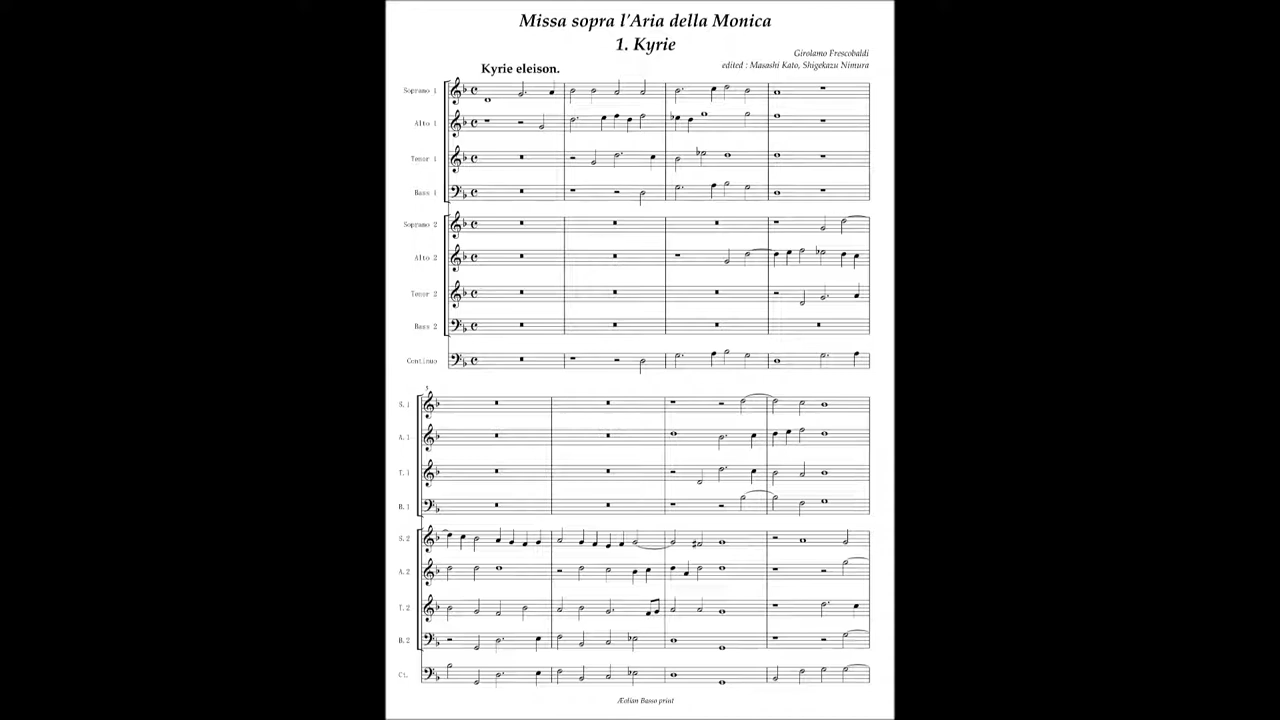 Missa sopra l'Aria della Monica
1. Kyrie
Girolamo Frescobaldi
edited : Masashi Kato, Shigekazu Nimura
Kyrie eleison.
Soprano 1
Alto 1
Tenor 1
Bass 1
Soprano 2
Alto 2
Tenor 2
Bass 2
Continuo
5
S. 1
A. 1
T. 1
B. 1
S. 2
A. 2
T. 2
B. 2
Ct.
Æolian Basso print